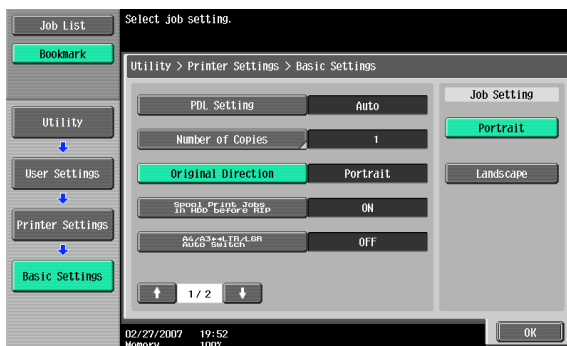 Job List
Bookmark
Utility
User Settings
Printer Settings
Basic Settings
Select job setting.
Utility > Printer Settings > Basic Settings
PDL Setting Auto
Number of Copies 1
Original Direction Portrait
Spool Print Jobs
in HDD before RIP ON
A4/A3↔LTR/LGR
Auto Switch OFF
1/ 2
Job Setting
Portrait
Landscape
02/27/2007 19:52
Memory 100%
OK